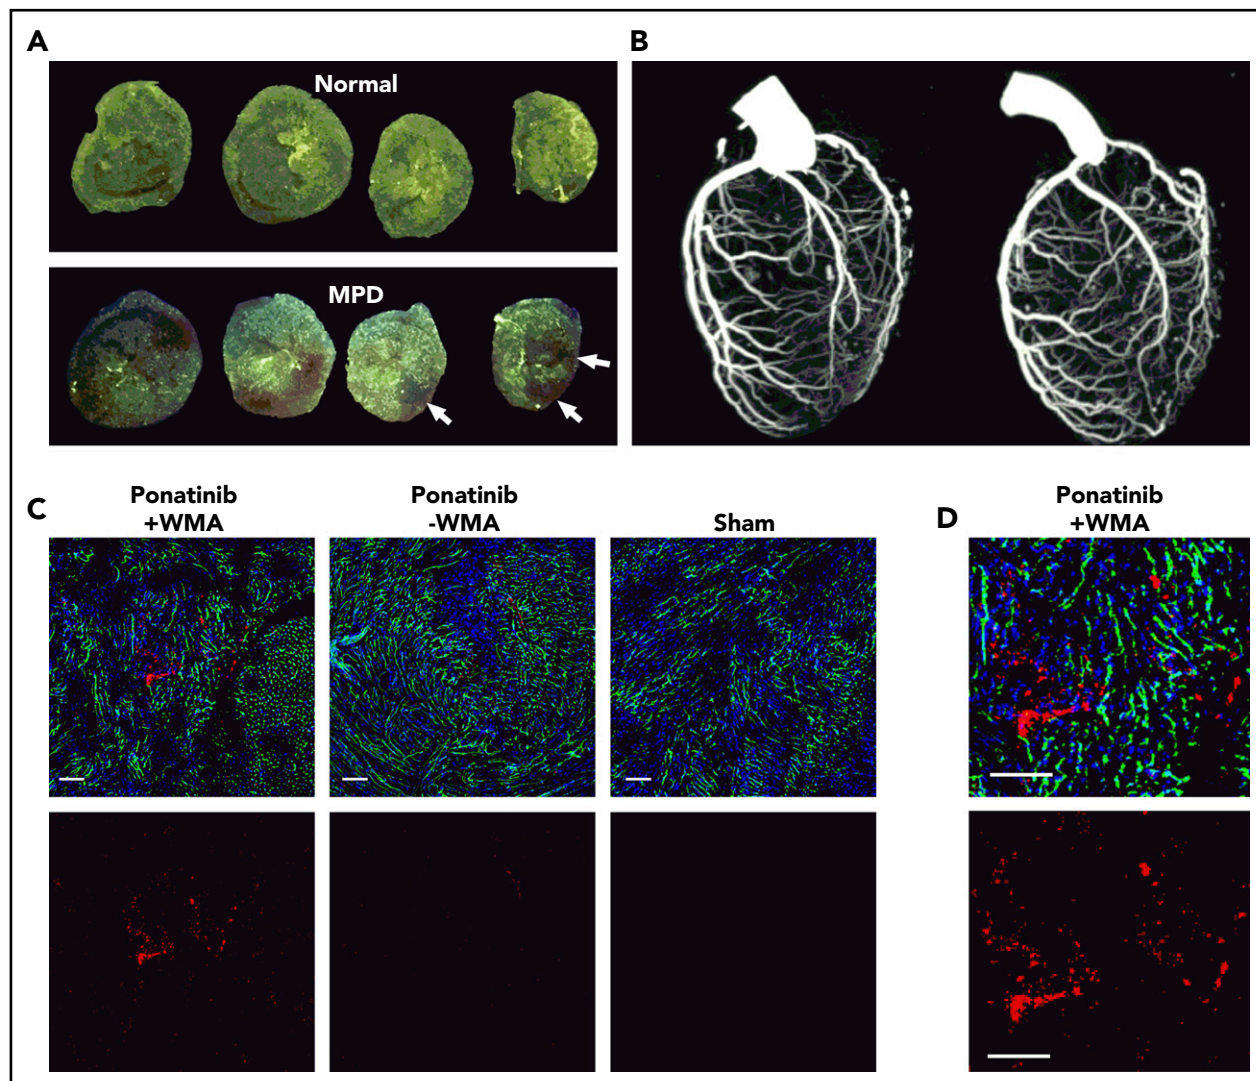 A
B
Normal
MPD
C
Ponatinib
+WMA
Ponatinib
-WMA
Sham
D
Ponatinib
+WMA